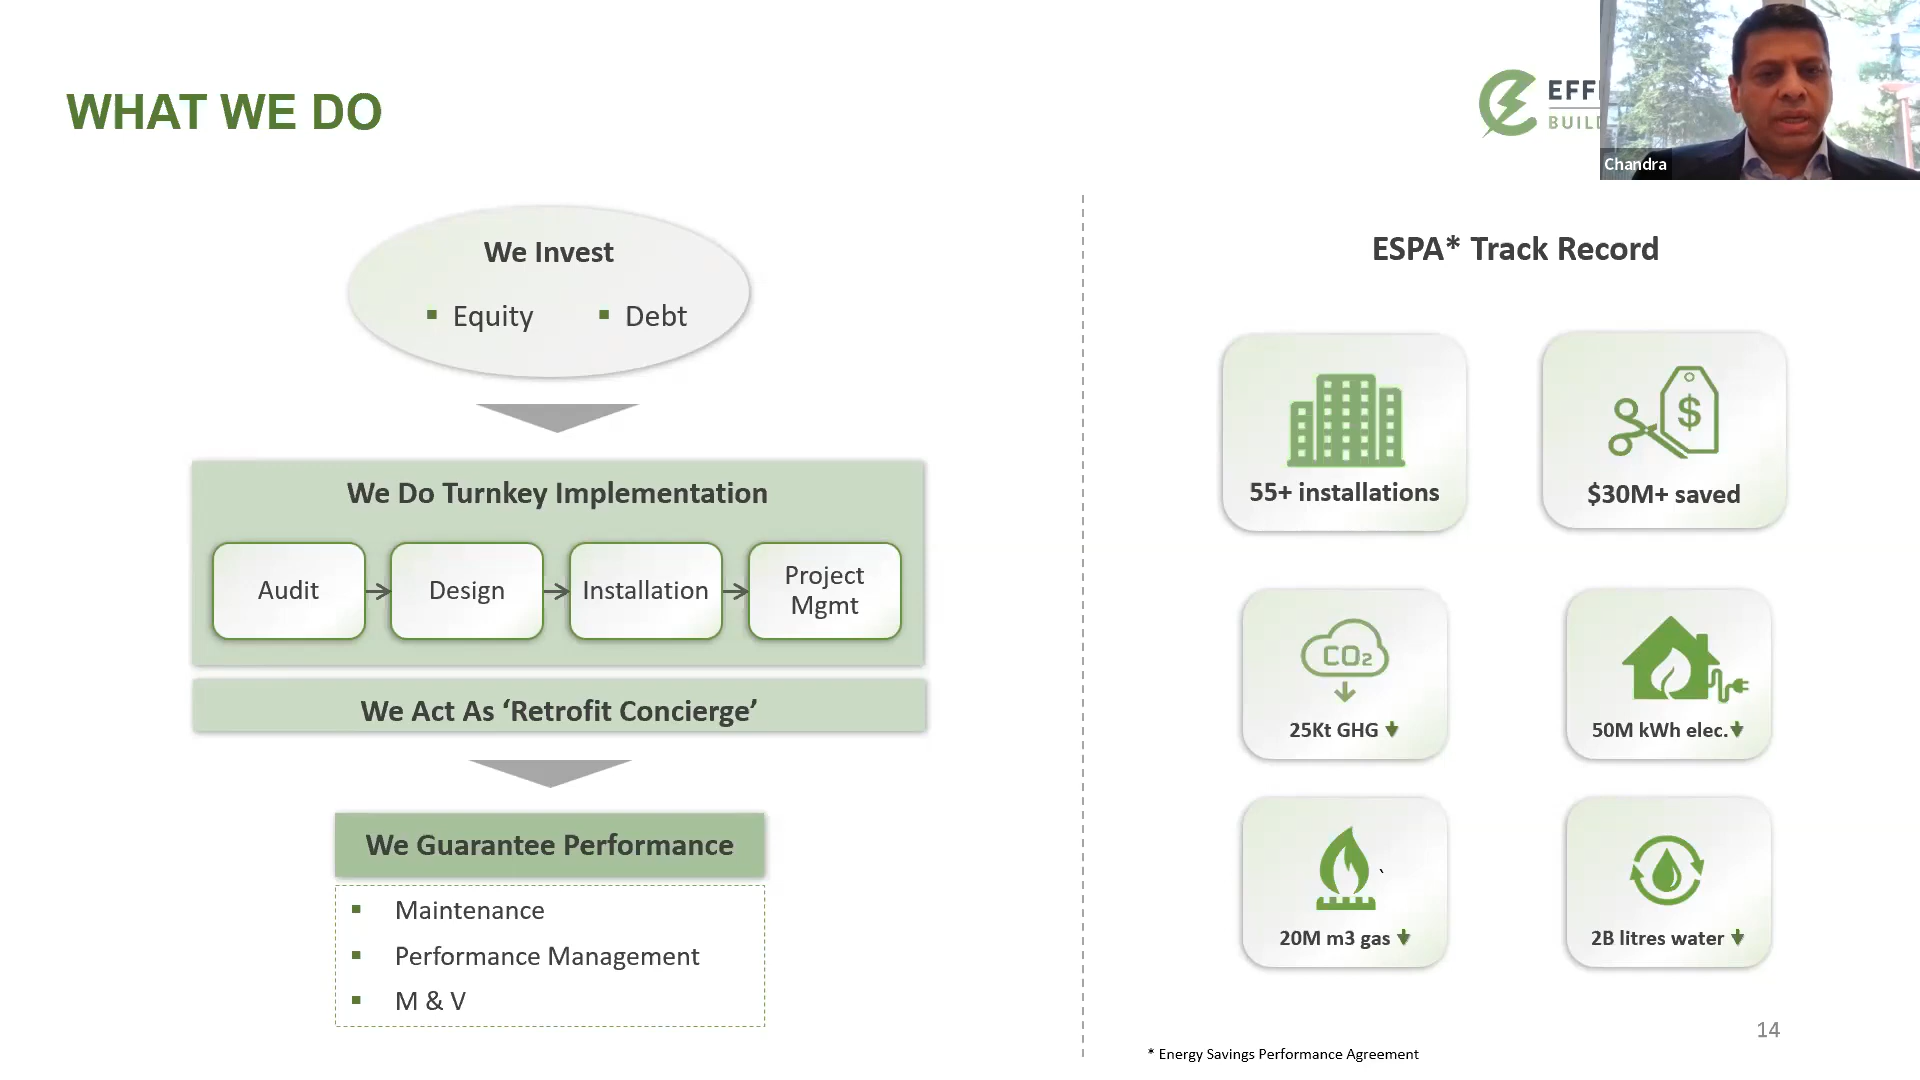 WHAT WE DO
Chandra
We Invest
▪ Equity ▪ Debt
We Do Turnkey Implementation
Audit
Design
Installation
Project
Mgmt
We Act As ‘Retrofit Concierge’
We Guarantee Performance
▪ Maintenance
▪ Performance Management
▪ M & V
ESPA* Track Record
55+ installations
$30M+ saved
CO₂
25Kt GHG
50M kWh elec.
20M m3 gas
2B litres water
* Energy Savings Performance Agreement
14